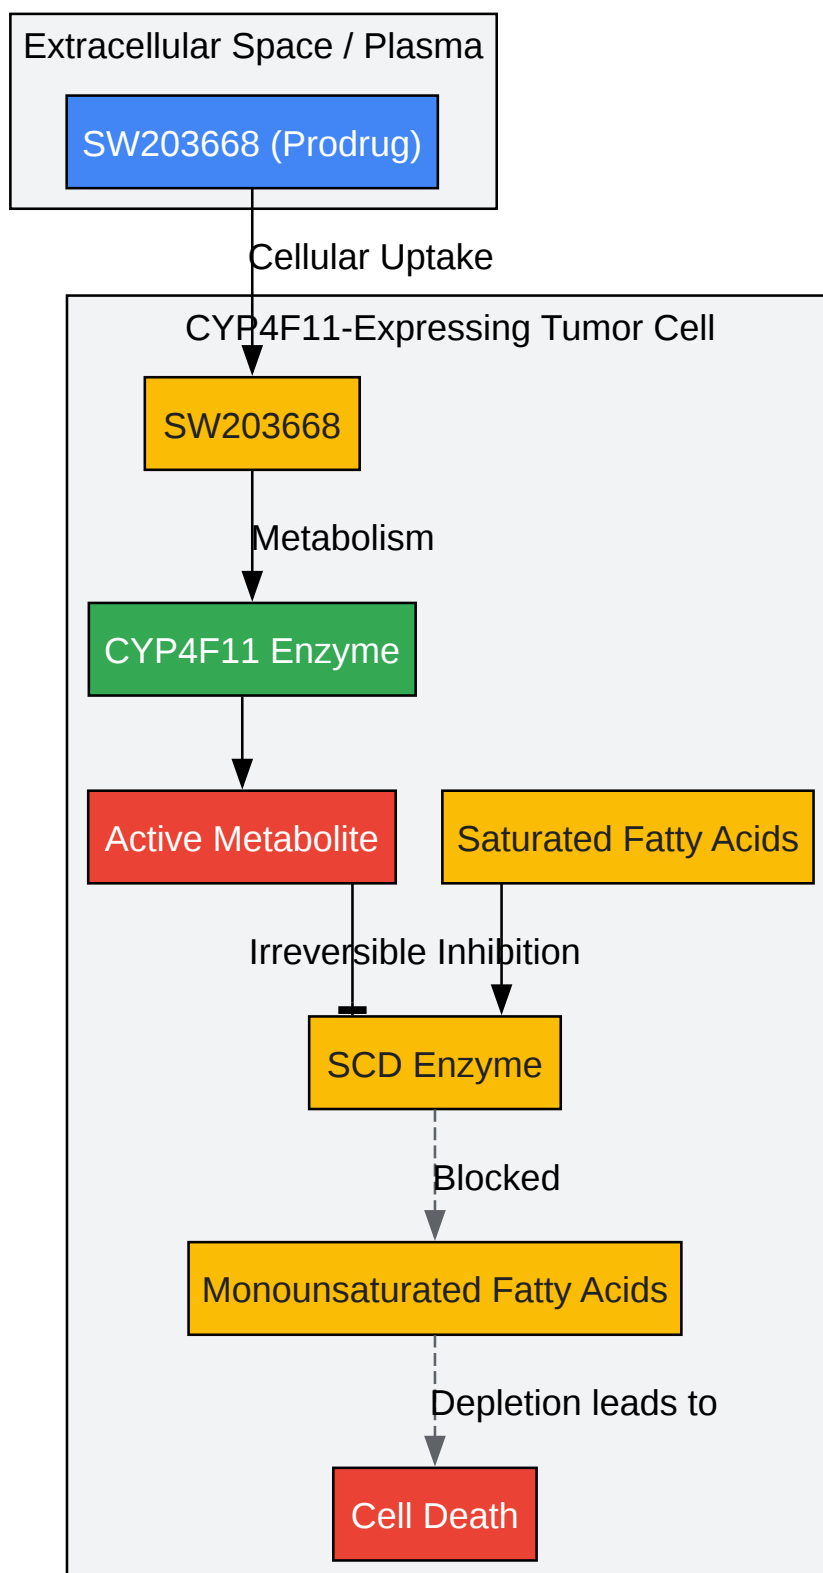 Extracellular Space / Plasma
SW203668 (Prodrug)
Cellular Uptake
CYP4F11-Expressing Tumor Cell
SW203668
Metabolism
CYP4F11 Enzyme
Active Metabolite
Saturated Fatty Acids
Irreversible Inhibition
SCD Enzyme
Blocked
Monounsaturated Fatty Acids
Depletion leads to
Cell Death